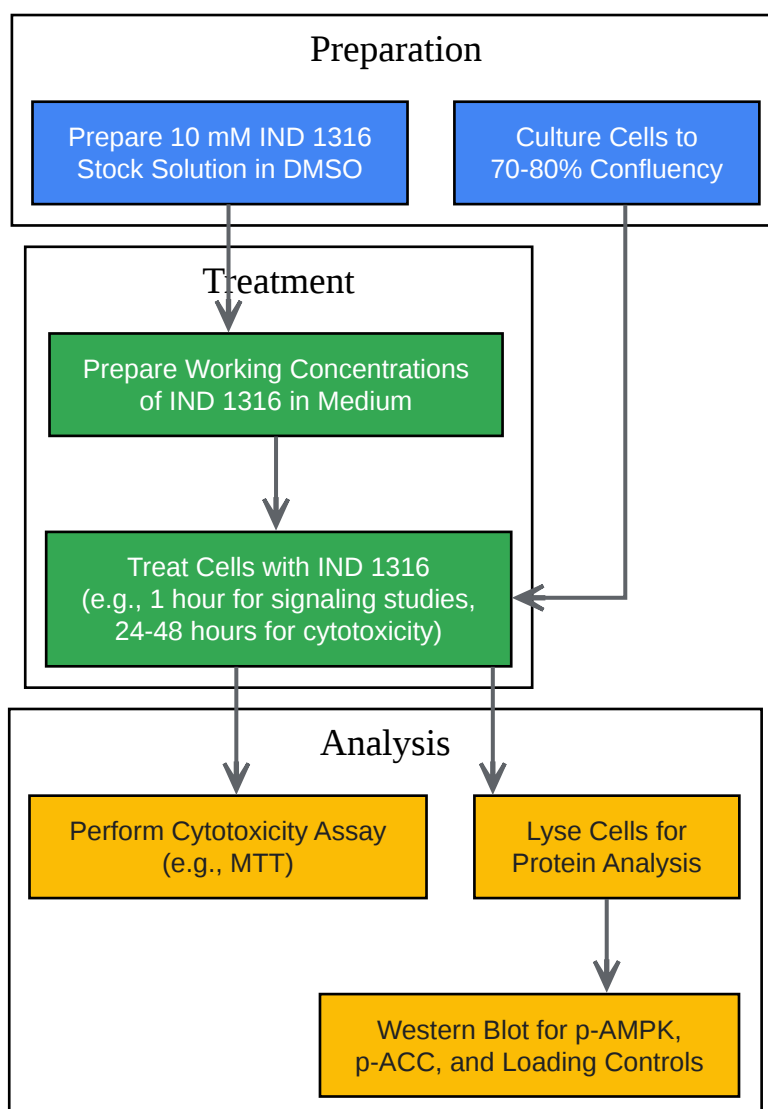 Preparation
Prepare 10 mM IND 1316
Stock Solution in DMSO
Culture Cells to
70-80% Confluency
Treatment
Prepare Working Concentrations
of IND 1316 in Medium
Treat Cells with IND 1316
(e.g., 1 hour for signaling studies,
24-48 hours for cytotoxicity)
Analysis
Perform Cytotoxicity Assay
(e.g., MTT)
Lyse Cells for
Protein Analysis
Western Blot for p-AMPK,
p-ACC, and Loading Controls